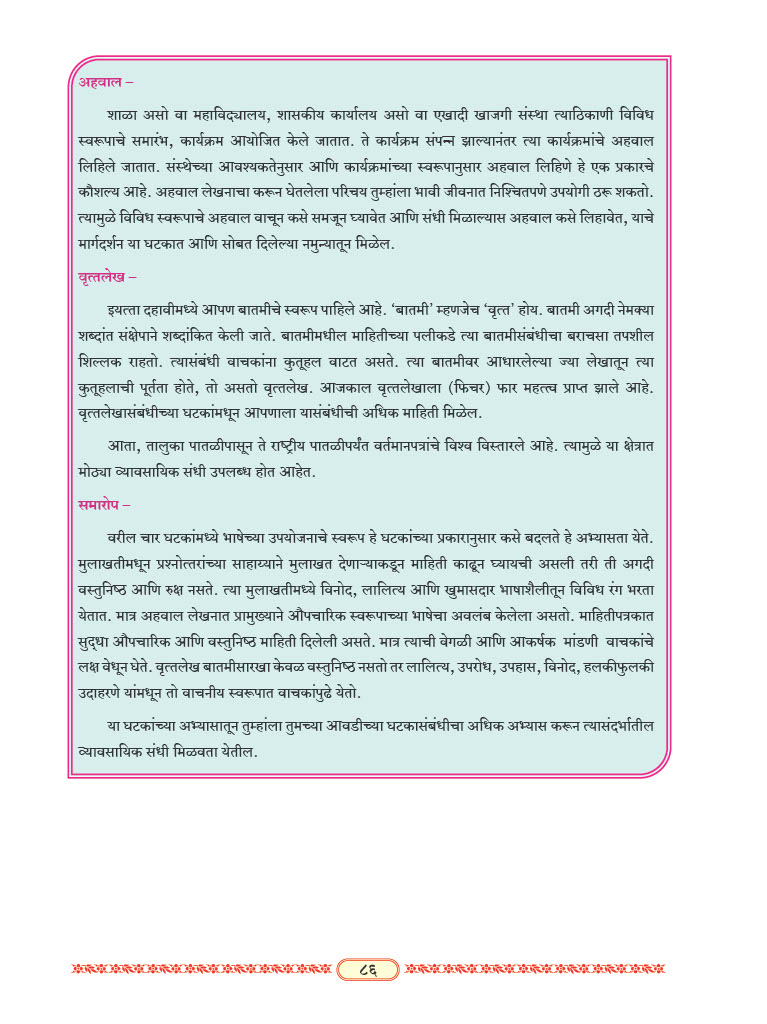 अहवाल –
शाळा असो वा महाविद्यालय, शासकीय कार्यालय असो वा एखादी खाजगी संस्था त्याठिकाणी विविध
स्वरूपाचे समारंभ, कार्यक्रम आयोजित केले जातात. ते कार्यक्रम संपन्न झाल्यानंतर त्या कार्यक्रमांचे अहवाल
लिहिले जातात. संस्थेच्या आवश्यकतेनुसार आणि कार्यक्रमांच्या स्वरूपानुसार अहवाल लिहिणे हे एक प्रकारचे
कौशल्य आहे. अहवाल लेखनाचा करून घेतलेला परिचय तुम्हांला भावी जीवनात निश्चितपणे उपयोगी ठरू शकतो.
त्यामुळे विविध स्वरूपाचे अहवाल वाचून कसे समजून घ्यावेत आणि संधी मिळाल्यास अहवाल कसे लिहावेत, याचे
मार्गदर्शन या घटकात आणि सोबत दिलेल्या नमुन्यातून मिळेल.
वृत्तलेख –
इयत्ता दहावीमध्ये आपण बातमीचे स्वरूप पाहिले आहे. ‘बातमी’ म्हणजेच ‘वृत्त’ होय. बातमी अगदी नेमक्या
शब्दांत संक्षेपाने शब्दांकित केली जाते. बातमीमधील माहितीच्या पलीकडे त्या बातमीसंबंधीचा बराचसा तपशील
शिल्लक राहतो. त्यासंबंधी वाचकांना कुतूहल वाटत असते. त्या बातमीवर आधारलेल्या ज्या लेखातून त्या
कुतूहलाची पूर्तता होते, तो असतो वृत्तलेख. आजकाल वृत्तलेखाला (फिचर) फार महत्त्व प्राप्त झाले आहे.
वृत्तलेखासंबंधीच्या घटकांमधून आपणाला यासंबंधीची अधिक माहिती मिळेल.
आता, तालुका पातळीपासून ते राष्ट्रीय पातळीपर्यंत वर्तमानपत्रांचे विश्व विस्तारले आहे. त्यामुळे या क्षेत्रात
मोठ्या व्यावसायिक संधी उपलब्ध होत आहेत.
समारोप –
वरील चार घटकांमध्ये भाषेच्या उपयोजनाचे स्वरूप हे घटकांच्या प्रकारानुसार कसे बदलते हे अभ्यासता येते.
मुलाखतीमधून प्रश्नोत्तरांच्या साहाय्याने मुलाखत देणाऱ्याकडून माहिती काढून घ्यायची असली तरी ती अगदी
वस्तुनिष्ठ आणि रुक्ष नसते. त्या मुलाखतीमध्ये विनोद, लालित्य आणि खुमासदार भाषाशैलीतून विविध रंग भरता
येतात. मात्र अहवाल लेखनात प्रामुख्याने औपचारिक स्वरूपाच्या भाषेचा अवलंब केलेला असतो. माहितीपत्रकात
सुद्धा औपचारिक आणि वस्तुनिष्ठ माहिती दिलेली असते. मात्र त्याची वेगळी आणि आकर्षक मांडणी वाचकांचे
लक्ष वेधून घेते. वृत्तलेख बातमीसारखा केवळ वस्तुनिष्ठ नसतो तर लालित्य, उपरोध, उपहास, विनोद, हलकीफुलकी
उदाहरणे यांमधून तो वाचनीय स्वरूपात वाचकांपुढे येतो.
या घटकांच्या अभ्यासातून तुम्हांला तुमच्या आवडीच्या घटकासंबंधीचा अधिक अभ्यास करून त्यासंदर्भातील
व्यावसायिक संधी मिळवता येतील.
८६